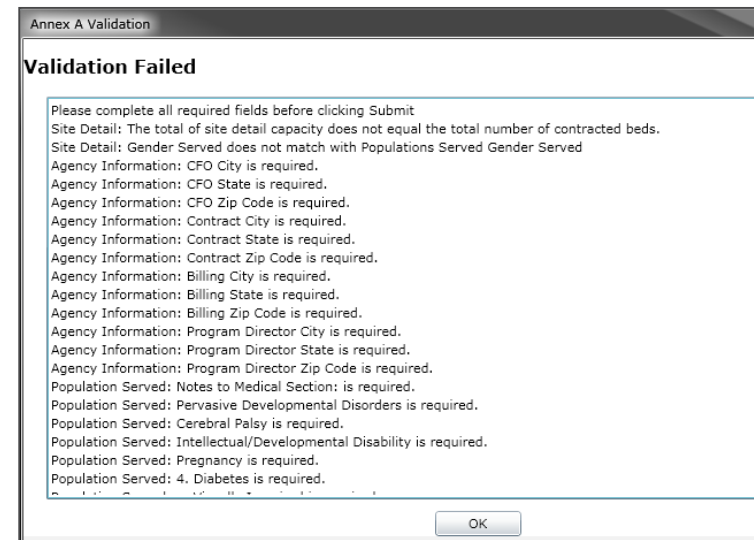 Annex A Validation
Validation Failed
Please complete all required fields before clicking Submit
Site Detail: The total of site detail capacity does not equal the total number of contracted beds.
Site Detail: Gender Served does not match with Populations Served Gender Served
Agency Information: CFO City is required.
Agency Information: CFO State is required.
Agency Information: CFO Zip Code is required.
Agency Information: Contract City is required.
Agency Information: Contract State is required.
Agency Information: Contract Zip Code is required.
Agency Information: Billing City is required.
Agency Information: Billing State is required.
Agency Information: Billing Zip Code is required.
Agency Information: Program Director City is required.
Agency Information: Program Director State is required.
Agency Information: Program Director Zip Code is required.
Population Served: Notes to Medical Section: is required.
Population Served: Pervasive Developmental Disorders is required.
Population Served: Cerebral Palsy is required.
Population Served: Intellectual/Developmental Disability is required.
Population Served: Pregnancy is required.
Population Served: 4. Diabetes is required.
OK